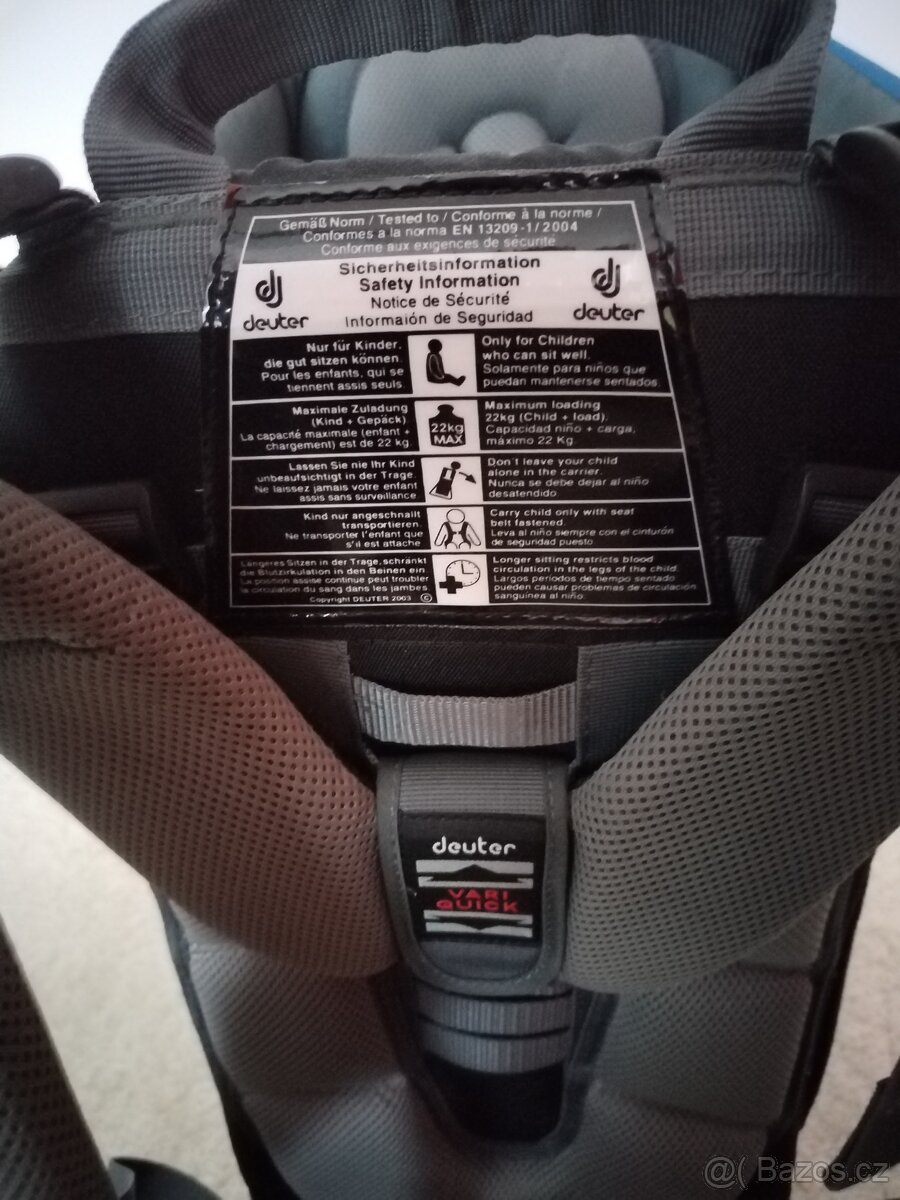 Gemäß Norm / Tested to / Conforme à la norme /
Conformes a la norma EN 13209-1/2004
Conforme aux exigences de sécurité
Sicherheitsinformation
Safety Information
Notice de Sécurité
Informaión de Seguridad
deuter
deuter
Nur für Kinder,
die gut sitzen können.
Pour les enfants, qui se
tiennent assis seuls.
Only for Children
who can sit well.
Solamente para niños que
puedan mantenerse sentados.
Maximale Zuladung
(Kind + Gepäck)
La capacité maximale (enfant +
chargement) est de 22 kg.
22kg
MAX
Maximum loading
22kg (Child + load).
Capacidad niño + carga,
máximo 22 Kg.
Lassen Sie nie Ihr Kind
unbeaufsichtigt in der Trage.
Ne laissez jamais votre enfant
assis sans surveillance.
Don't leave your child
alone in the carrier.
Nunca se debe dejar al niño
desatendido.
Kind nur angeschnallt
transportieren.
Ne transporter l'enfant que
s'il est attache
Carry child only with seat
belt fastened.
Leva al niño siempre con el cinturón
de seguridad puesto.
Längeres Sitzen in der Trage, schränkt
die Blutzirkulation in den Beinen ein.
La position assise continue peut troubler
la circulation du sang dans les jambes.
Copyright DEUTER 2003 ©
Longer sitting restricts blood
circulation in the legs of the child.
Largos periodos de tiempo sentado
pueden causar problemas de circulación
sanguínea al niño.
deuter
VARI
QUICK
@( Bazos.cz